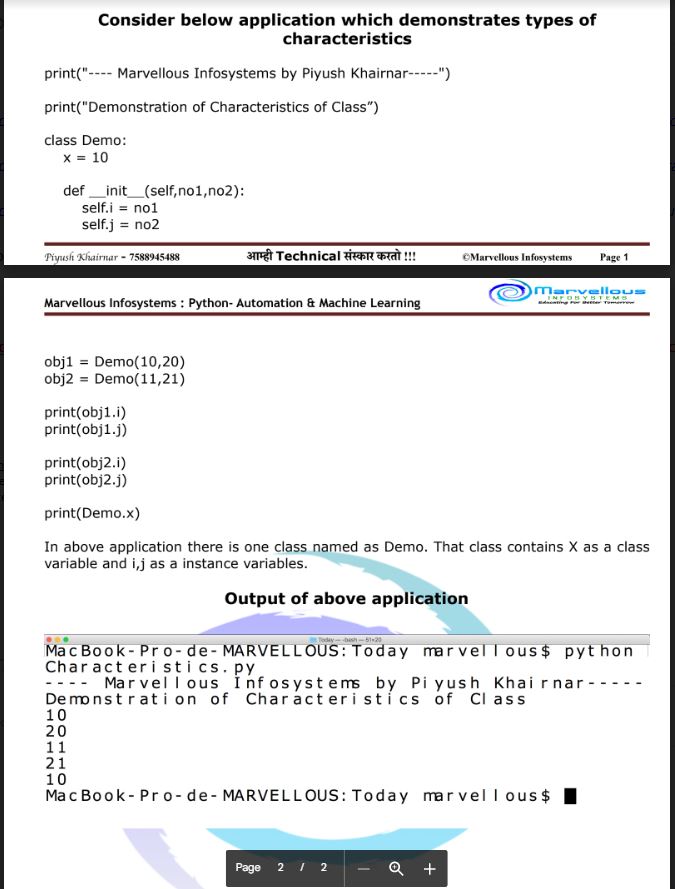 Consider below application which demonstrates types of
characteristics
print("---- Marvellous Infosystems by Piyush Khairnar-----")
print("Demonstration of Characteristics of Class”)
class Demo:
x = 10
def __init__(self,no1,no2):
self.i = no1
self.j = no2
Piyush Khairnar - 7588945488 आम्ही Technical संस्कार करतो !!! ©Marvellous Infosystems Page 1
Marvellous Infosystems : Python- Automation & Machine Learning
Marvellous
INFOSYSTEMS
Educating For Better Tomorrow
obj1 = Demo(10,20)
obj2 = Demo(11,21)
print(obj1.i)
print(obj1.j)
print(obj2.i)
print(obj2.j)
print(Demo.x)
In above application there is one class named as Demo. That class contains X as a class
variable and i,j as a instance variables.
Output of above application
Today — -bash — 51×20
MacBook-Pro-de-MARVELLOUS:Today marvellous$ python
Characteristics.py
---- Marvellous Infosystems by Piyush Khairnar-----
Demonstration of Characteristics of Class
10
20
11
21
10
MacBook-Pro-de-MARVELLOUS:Today marvellous$
Page 2 / 2